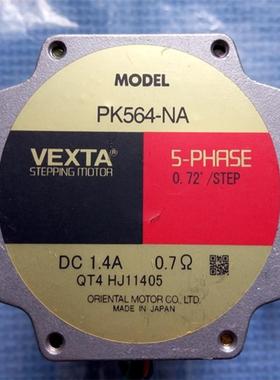 MODEL
PK564-NA
VEXTA®
STEPPING MOTOR
5-PHASE
0.72°/STEP
DC 1.4A 0.7Ω
QT4 HJ11405
ORIENTAL MOTOR CO. LTD.
MADE IN JAPAN